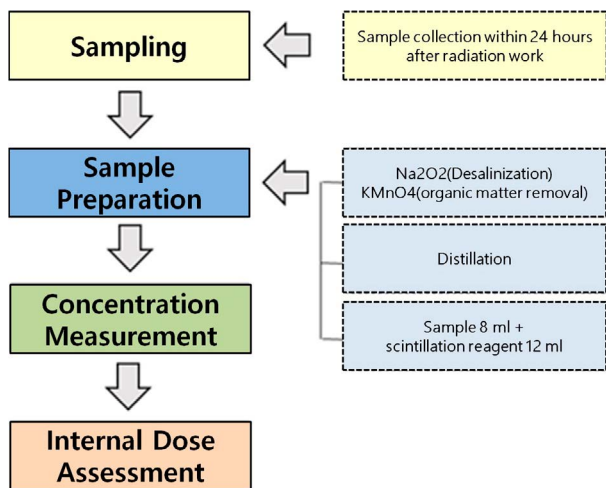 Sampling
Sample collection within 24 hours
after radiation work
Sample
Preparation
Na2O2(Desalinization)
KMnO4(organic matter removal)
Distillation
Sample 8 ml +
scintillation reagent 12 ml
Concentration
Measurement
Internal Dose
Assessment